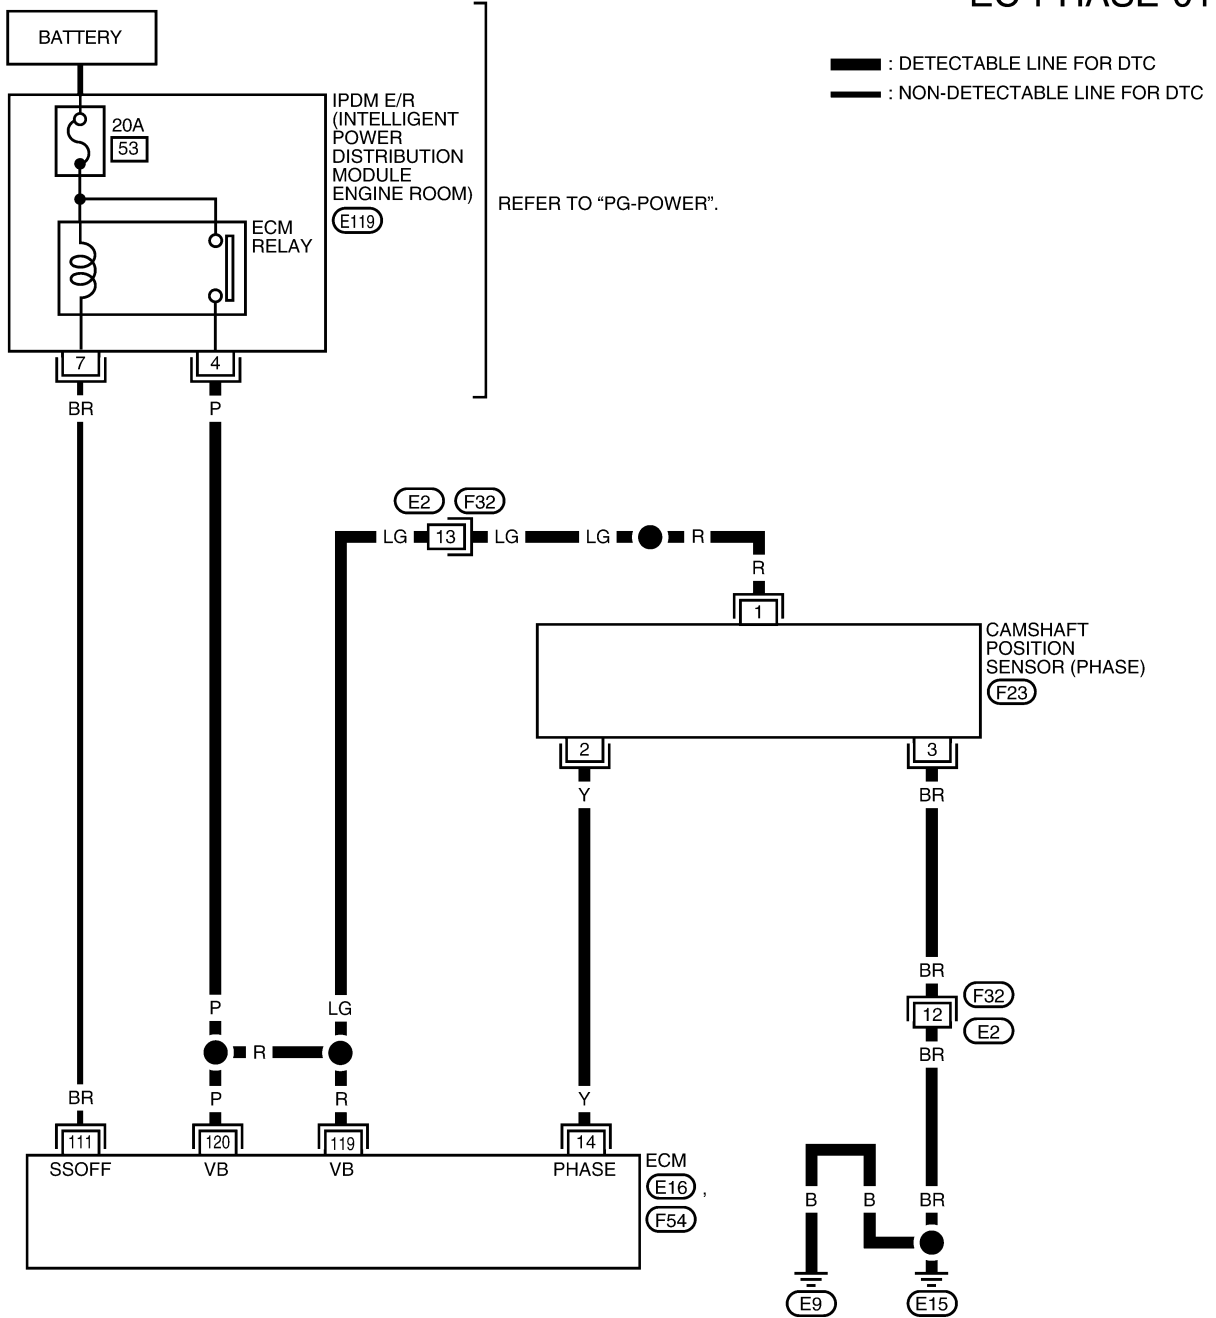 BATTERY
: DETECTABLE LINE FOR DTC
: NON-DETECTABLE LINE FOR DTC
20A
53
IPDM E/R
(INTELLIGENT
POWER
DISTRIBUTION
MODULE
ENGINE ROOM)
E119
REFER TO “PG-POWER”.
ECM
RELAY
7
4
BR
P
E2
F32
LG
13
LG
LG
R
R
1
CAMSHAFT
POSITION
SENSOR (PHASE)
F23
2
3
Y
BR
BR
F32
12
E2
BR
P
LG
R
BR
P
R
Y
111
120
119
14
SSOFF
VB
VB
PHASE
ECM
E16 ,
F54
B
B
BR
E9
E15